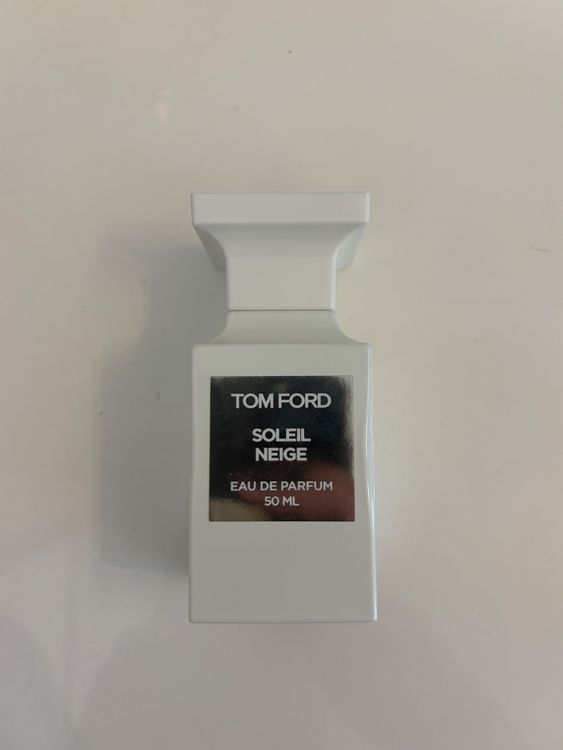 TOM FORD
SOLEIL
NEIGE
EAU DE PARFUM
50 ML